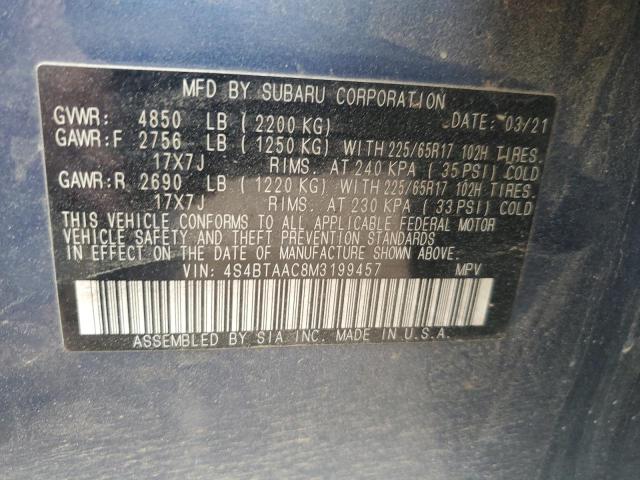 MFD BY SUBARU CORPORATION
GVWR: 4850 LB (2200 KG) DATE: 03/21
GAWR:F 2756 LB (1250 KG) WITH 225/65R17 102H TIRES.
17X7J RIMS. AT 240 KPA (35 PSI) COLD
GAWR:R 2690 LB (1220 KG) WITH 225/65R17 102H TIRES.
17X7J RIMS. AT 230 KPA (33 PSI) COLD
THIS VEHICLE CONFORMS TO ALL APPLICABLE FEDERAL MOTOR
VEHICLE SAFETY AND THEFT PREVENTION STANDARDS IN
EFFECT ON THE DATE OF MANUFACTURE SHOWN ABOVE.
VIN: 4S4BTAAC8M3199457 MPV
ASSEMBLED BY SIA INC. MADE IN U.S.A.